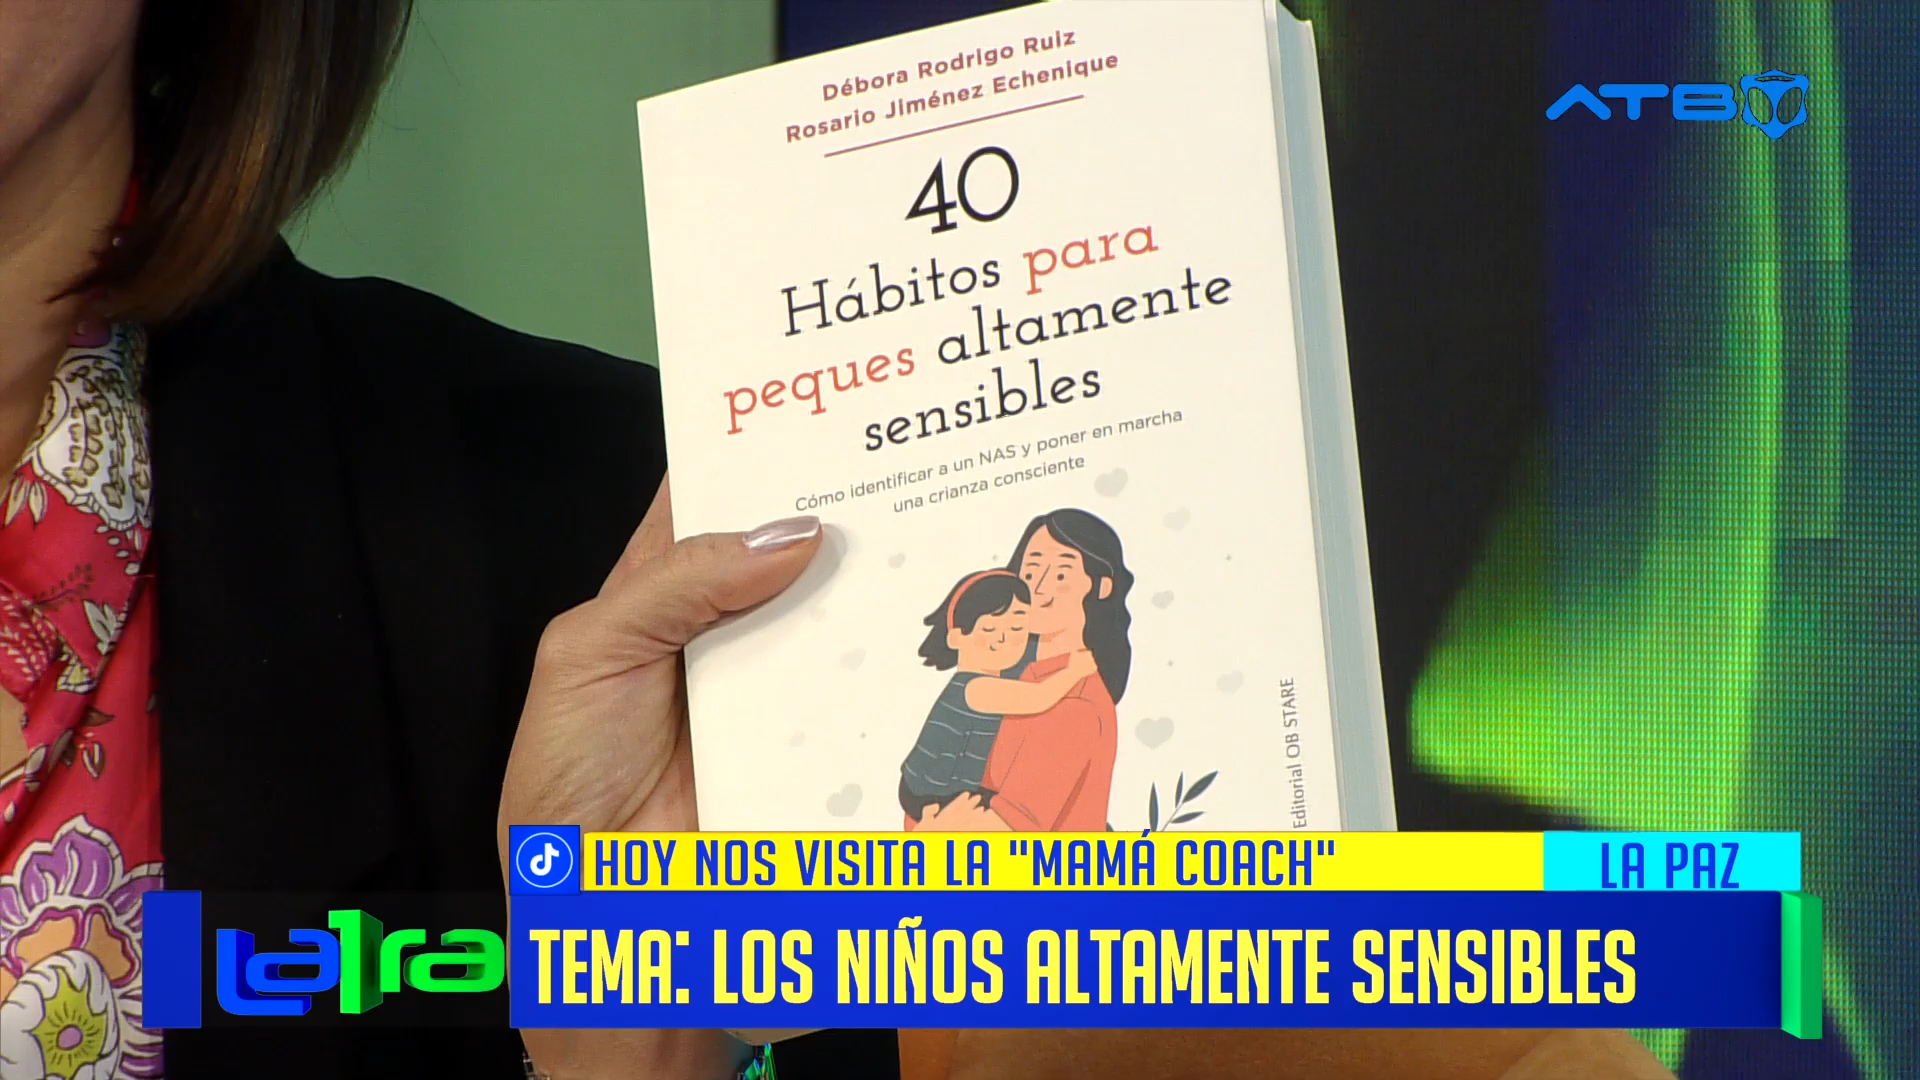 Débora Rodrigo Ruiz
Rosario Jiménez Echenique
40
Hábitos para
peques altamente
sensibles
Cómo identificar a un NAS y poner en marcha
una crianza consciente
Editorial OB STARE
ATB
HOY NOS VISITA LA "MAMÁ COACH"
LA PAZ
La1ra
TEMA: LOS NIÑOS ALTAMENTE SENSIBLES